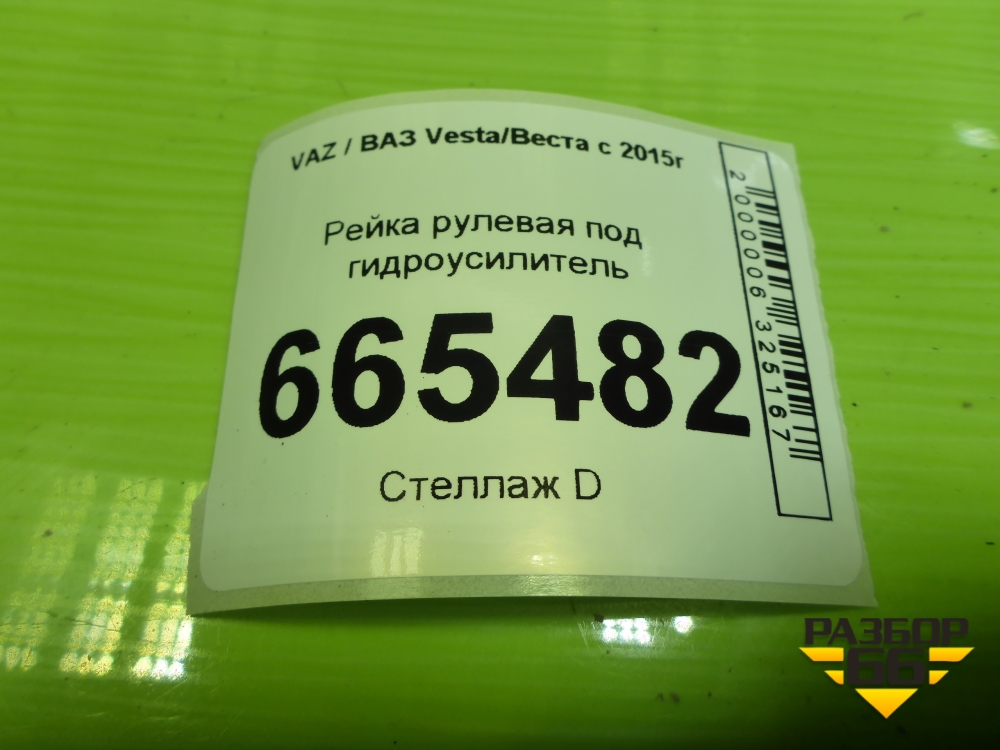 VAZ / ВАЗ Vesta/Веста с 2015г
Рейка рулевая под
гидроусилитель
665482
Стеллаж D
2000006325167
РАЗБОР
66